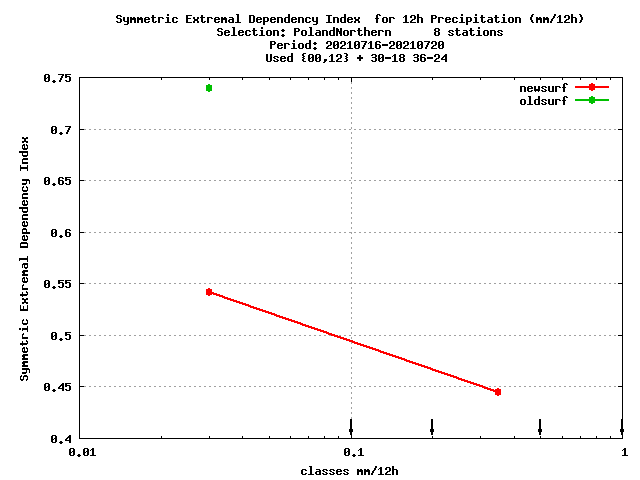 Symmetric Extremal Dependency Index  for 12h Precipitation (mm/12h)
Selection: PolandNorthern      8 stations
Period: 20210716-20210720
Used {00,12} + 30-18 36-24
newsurf
oldsurf
Symmetric Extremal Dependency Index
0.75
0.7
0.65
0.6
0.55
0.5
0.45
0.4
0.01
0.1
1
classes mm/12h